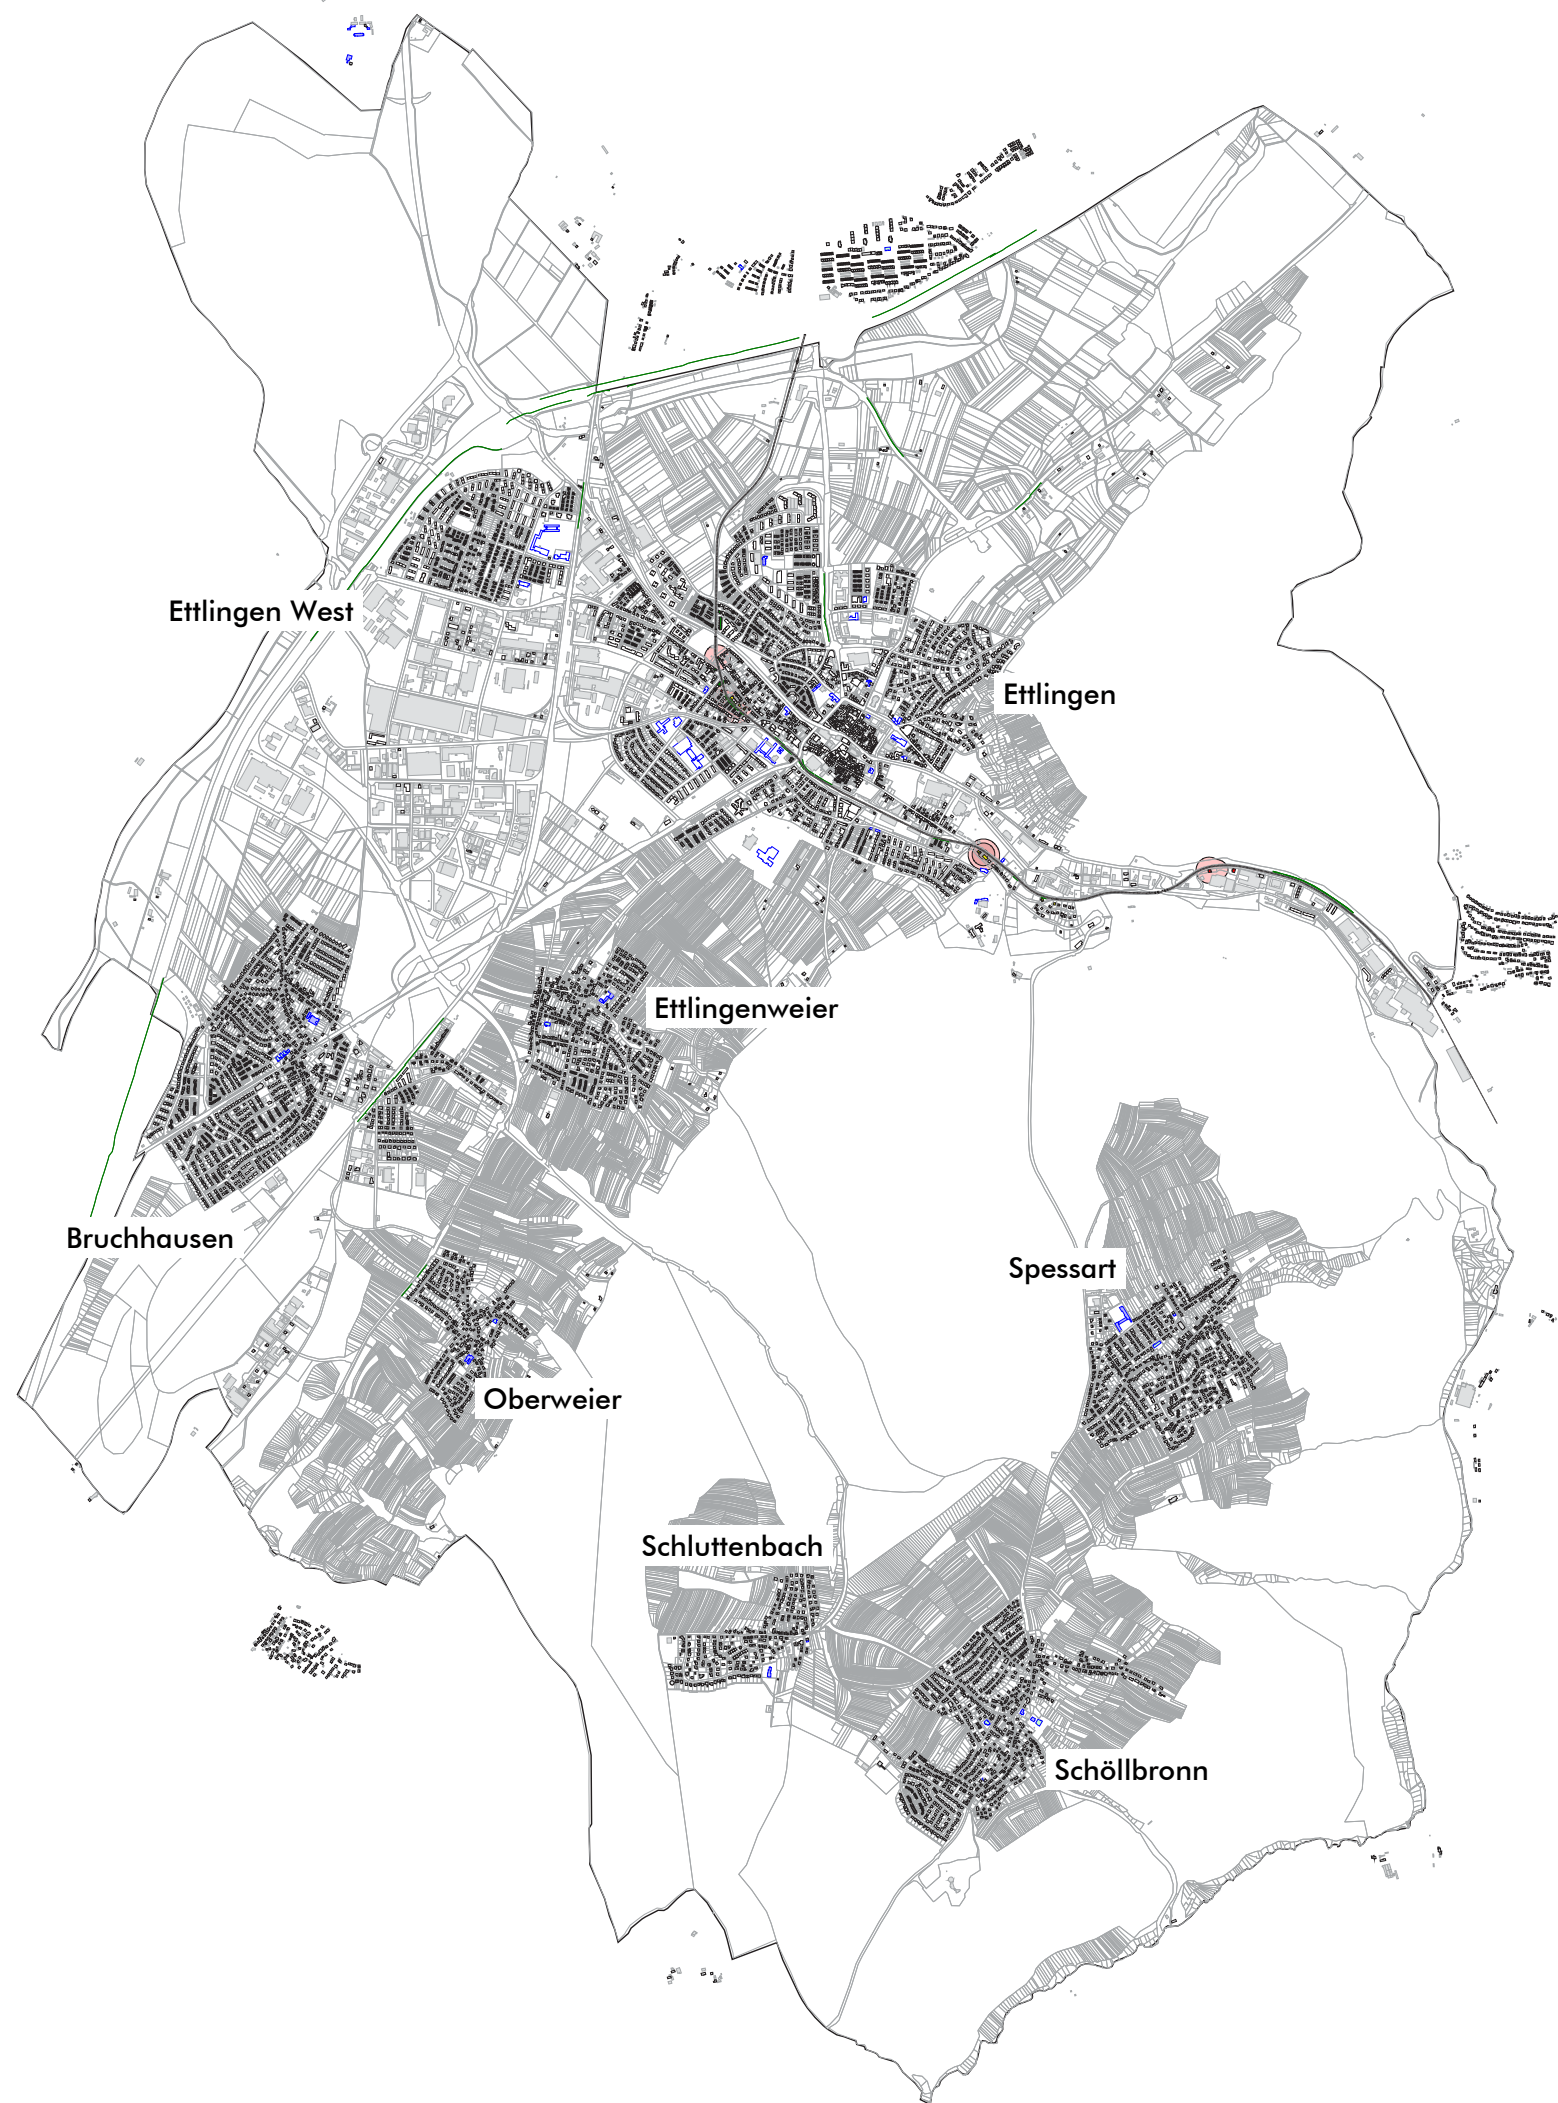 Ettlingen West
Ettlingen
Ettlingenweier
Bruchhausen
Spessart
Oberweier
Schluttenbach
Schöllbronn